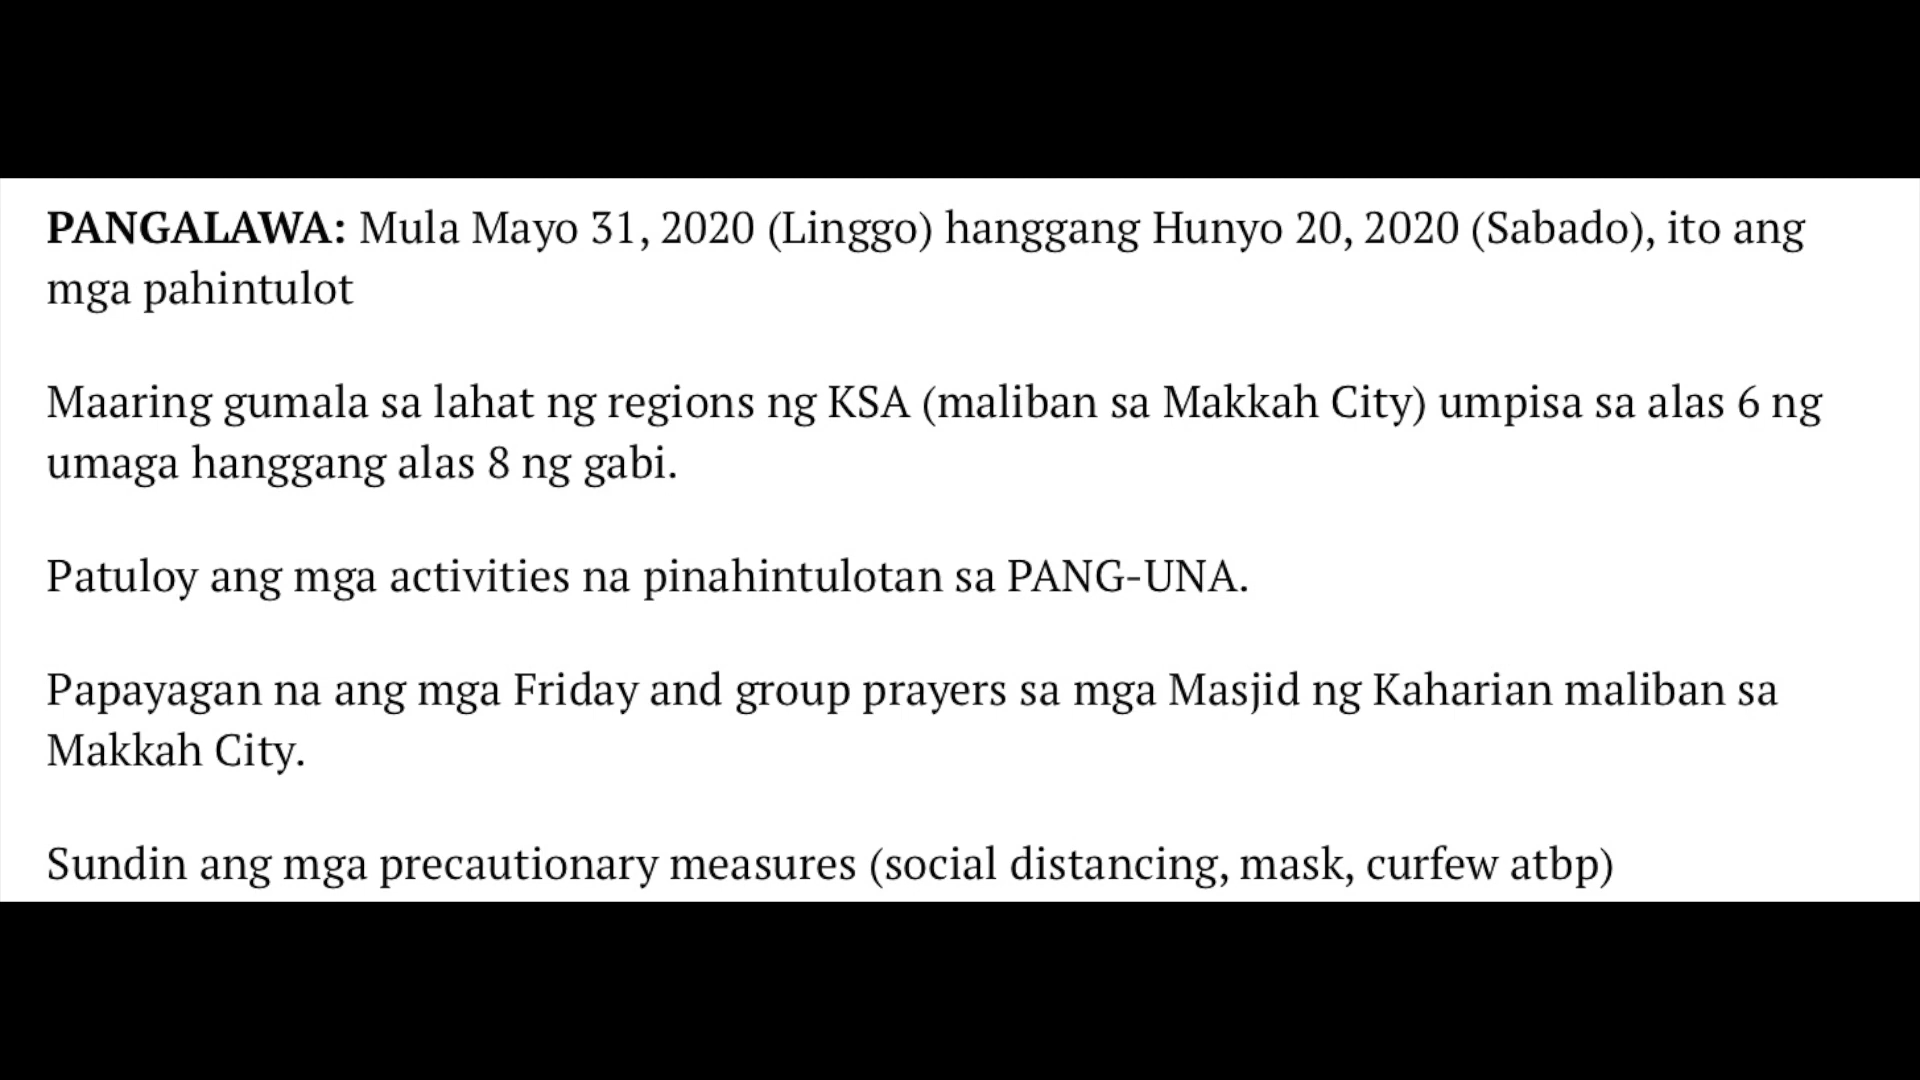 PANGALAWA: Mula Mayo 31, 2020 (Linggo) hanggang Hunyo 20, 2020 (Sabado), ito ang
mga pahintulot
Maaring gumala sa lahat ng regions ng KSA (maliban sa Makkah City) umpisa sa alas 6 ng
umaga hanggang alas 8 ng gabi.
Patuloy ang mga activities na pinahintulotan sa PANG-UNA.
Papayagan na ang mga Friday and group prayers sa mga Masjid ng Kaharian maliban sa
Makkah City.
Sundin ang mga precautionary measures (social distancing, mask, curfew atbp)